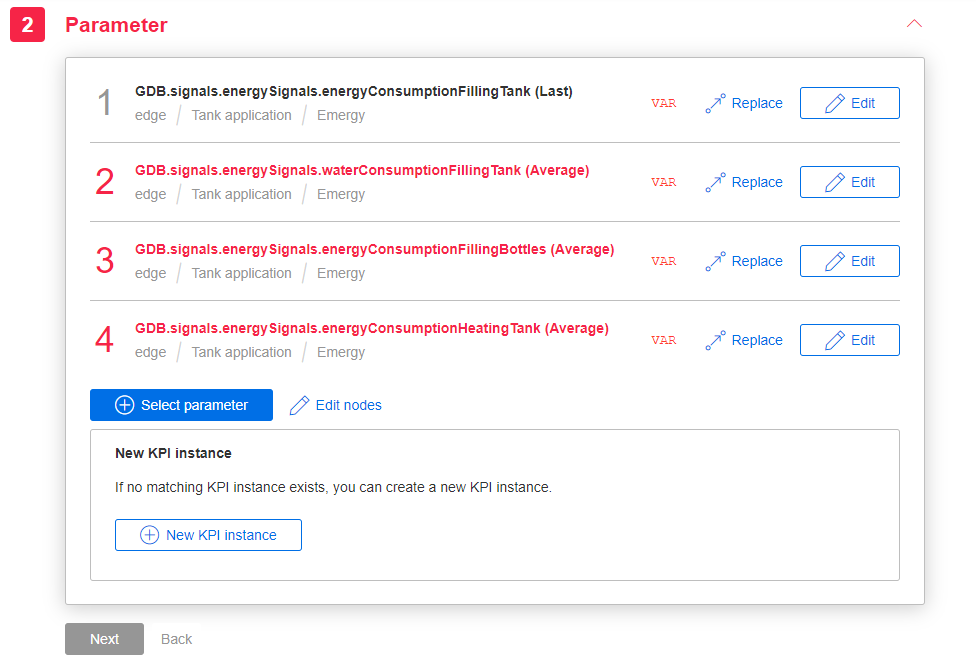 2 Parameter
1 GDB.signals.energySignals.energyConsumptionFillingTank (Last) VAR Replace Edit
edge / Tank application / Emergy
2 GDB.signals.energySignals.waterConsumptionFillingTank (Average) VAR Replace Edit
edge / Tank application / Emergy
3 GDB.signals.energySignals.energyConsumptionFillingBottles (Average) VAR Replace Edit
edge / Tank application / Emergy
4 GDB.signals.energySignals.energyConsumptionHeatingTank (Average) VAR Replace Edit
edge / Tank application / Emergy
Select parameter Edit nodes
New KPI instance
If no matching KPI instance exists, you can create a new KPI instance.
New KPI instance
Next Back